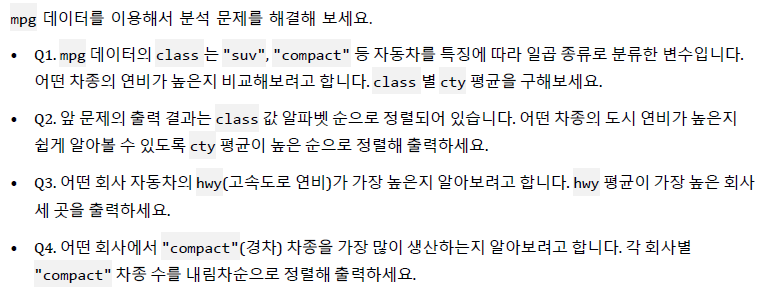 mpg 데이터를 이용해서 분석 문제를 해결해 보세요.
• Q1. mpg 데이터의 class는 "suv", "compact" 등 자동차를 특징에 따라 일곱 종류로 분류한 변수입니다.
어떤 차종의 연비가 높은지 비교해보려고 합니다. class별 cty 평균을 구해보세요.
• Q2. 앞 문제의 출력 결과는 class 값 알파벳 순으로 정렬되어 있습니다. 어떤 차종의 도시 연비가 높은지
쉽게 알아볼 수 있도록 cty 평균이 높은 순으로 정렬해 출력하세요.
• Q3. 어떤 회사 자동차의 hwy(고속도로 연비)가 가장 높은지 알아보려고 합니다. hwy 평균이 가장 높은 회사
세 곳을 출력하세요.
• Q4. 어떤 회사에서 "compact"(경차) 차종을 가장 많이 생산하는지 알아보려고 합니다. 각 회사별
"compact" 차종 수를 내림차순으로 정렬해 출력하세요.